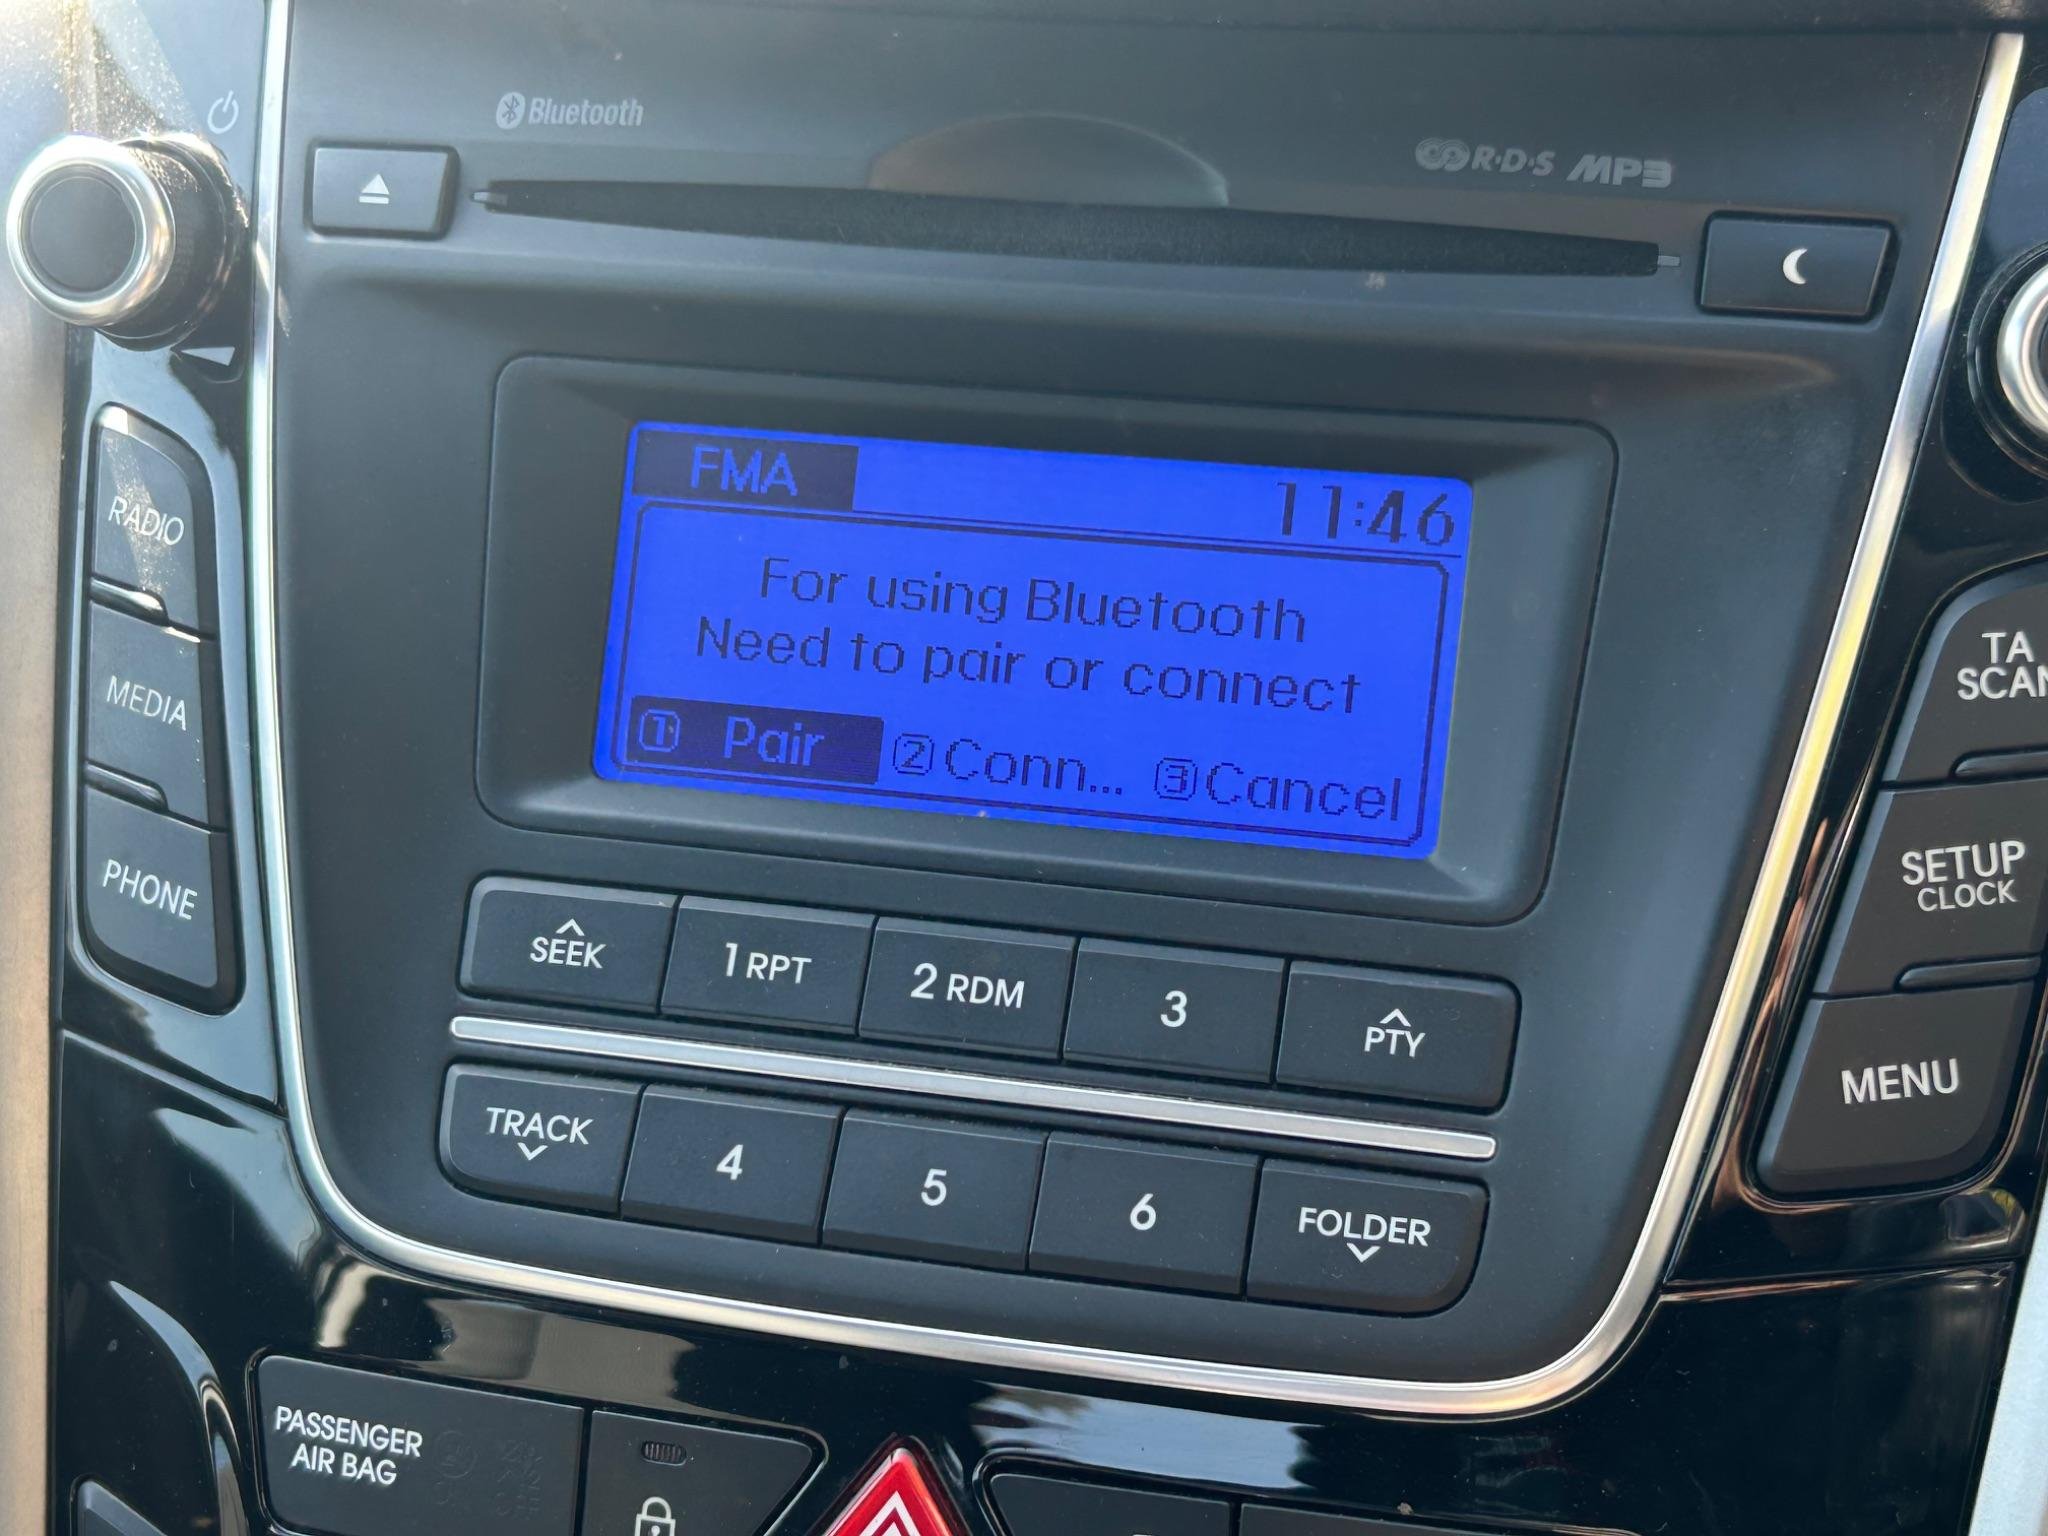 Bluetooth
R·D·S MP3
RADIO
MEDIA
PHONE
FMA 11:46
For using Bluetooth
Need to pair or connect
1 Pair 2 Conn... 3 Cancel
TA
SCAN
SETUP
CLOCK
MENU
SEEK 1 RPT 2 RDM 3 PTY
TRACK 4 5 6 FOLDER
PASSENGER
AIR BAG